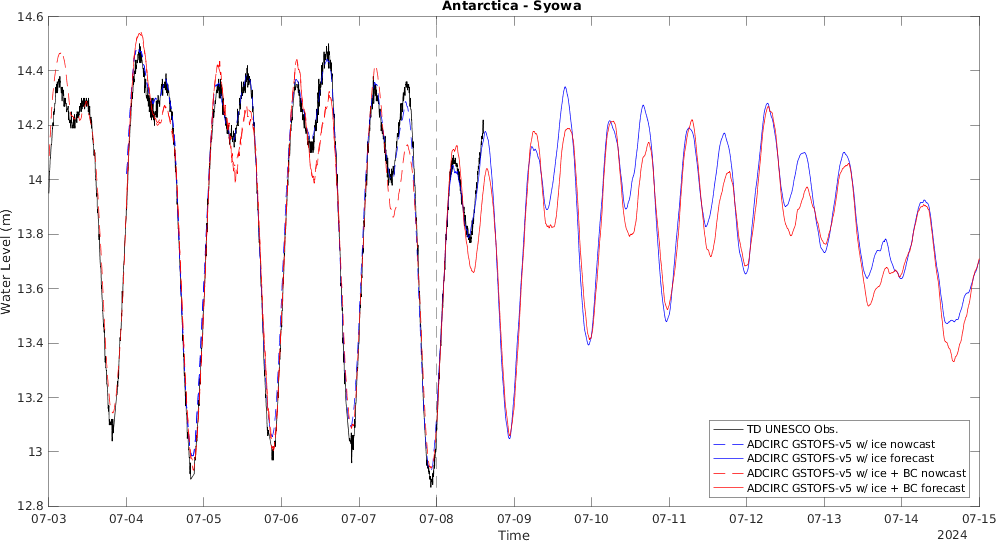 Antarctica - Syowa
14.6
14.4
14.2
14
13.8
13.6
13.4
13.2
13
12.8
Water Level (m)
07-03 07-04 07-05 07-06 07-07 07-08 07-09 07-10 07-11 07-12 07-13 07-14 07-15
Time
2024
TD UNESCO Obs.
ADCIRC GSTOFS-v5 w/ ice nowcast
ADCIRC GSTOFS-v5 w/ ice forecast
ADCIRC GSTOFS-v5 w/ ice + BC nowcast
ADCIRC GSTOFS-v5 w/ ice + BC forecast